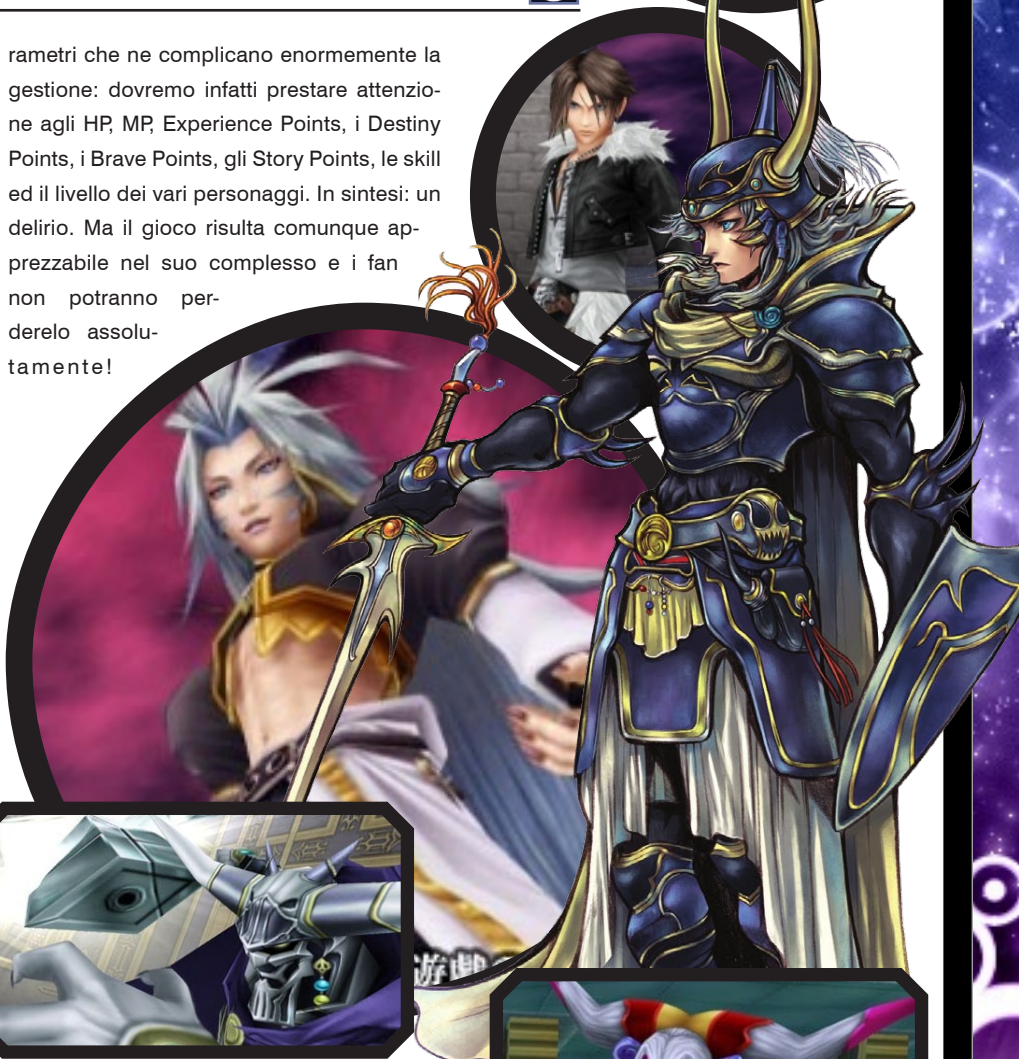 rametri che ne complicano enormemente la
gestione: dovremo infatti prestare attenzio-
ne agli HP, MP, Experience Points, i Destiny
Points, i Brave Points, gli Story Points, le skill
ed il livello dei vari personaggi. In sintesi: un
delirio. Ma il gioco risulta comunque ap-
prezzabile nel suo complesso e i fan
non potranno per-
derelo assolu-
tamente!